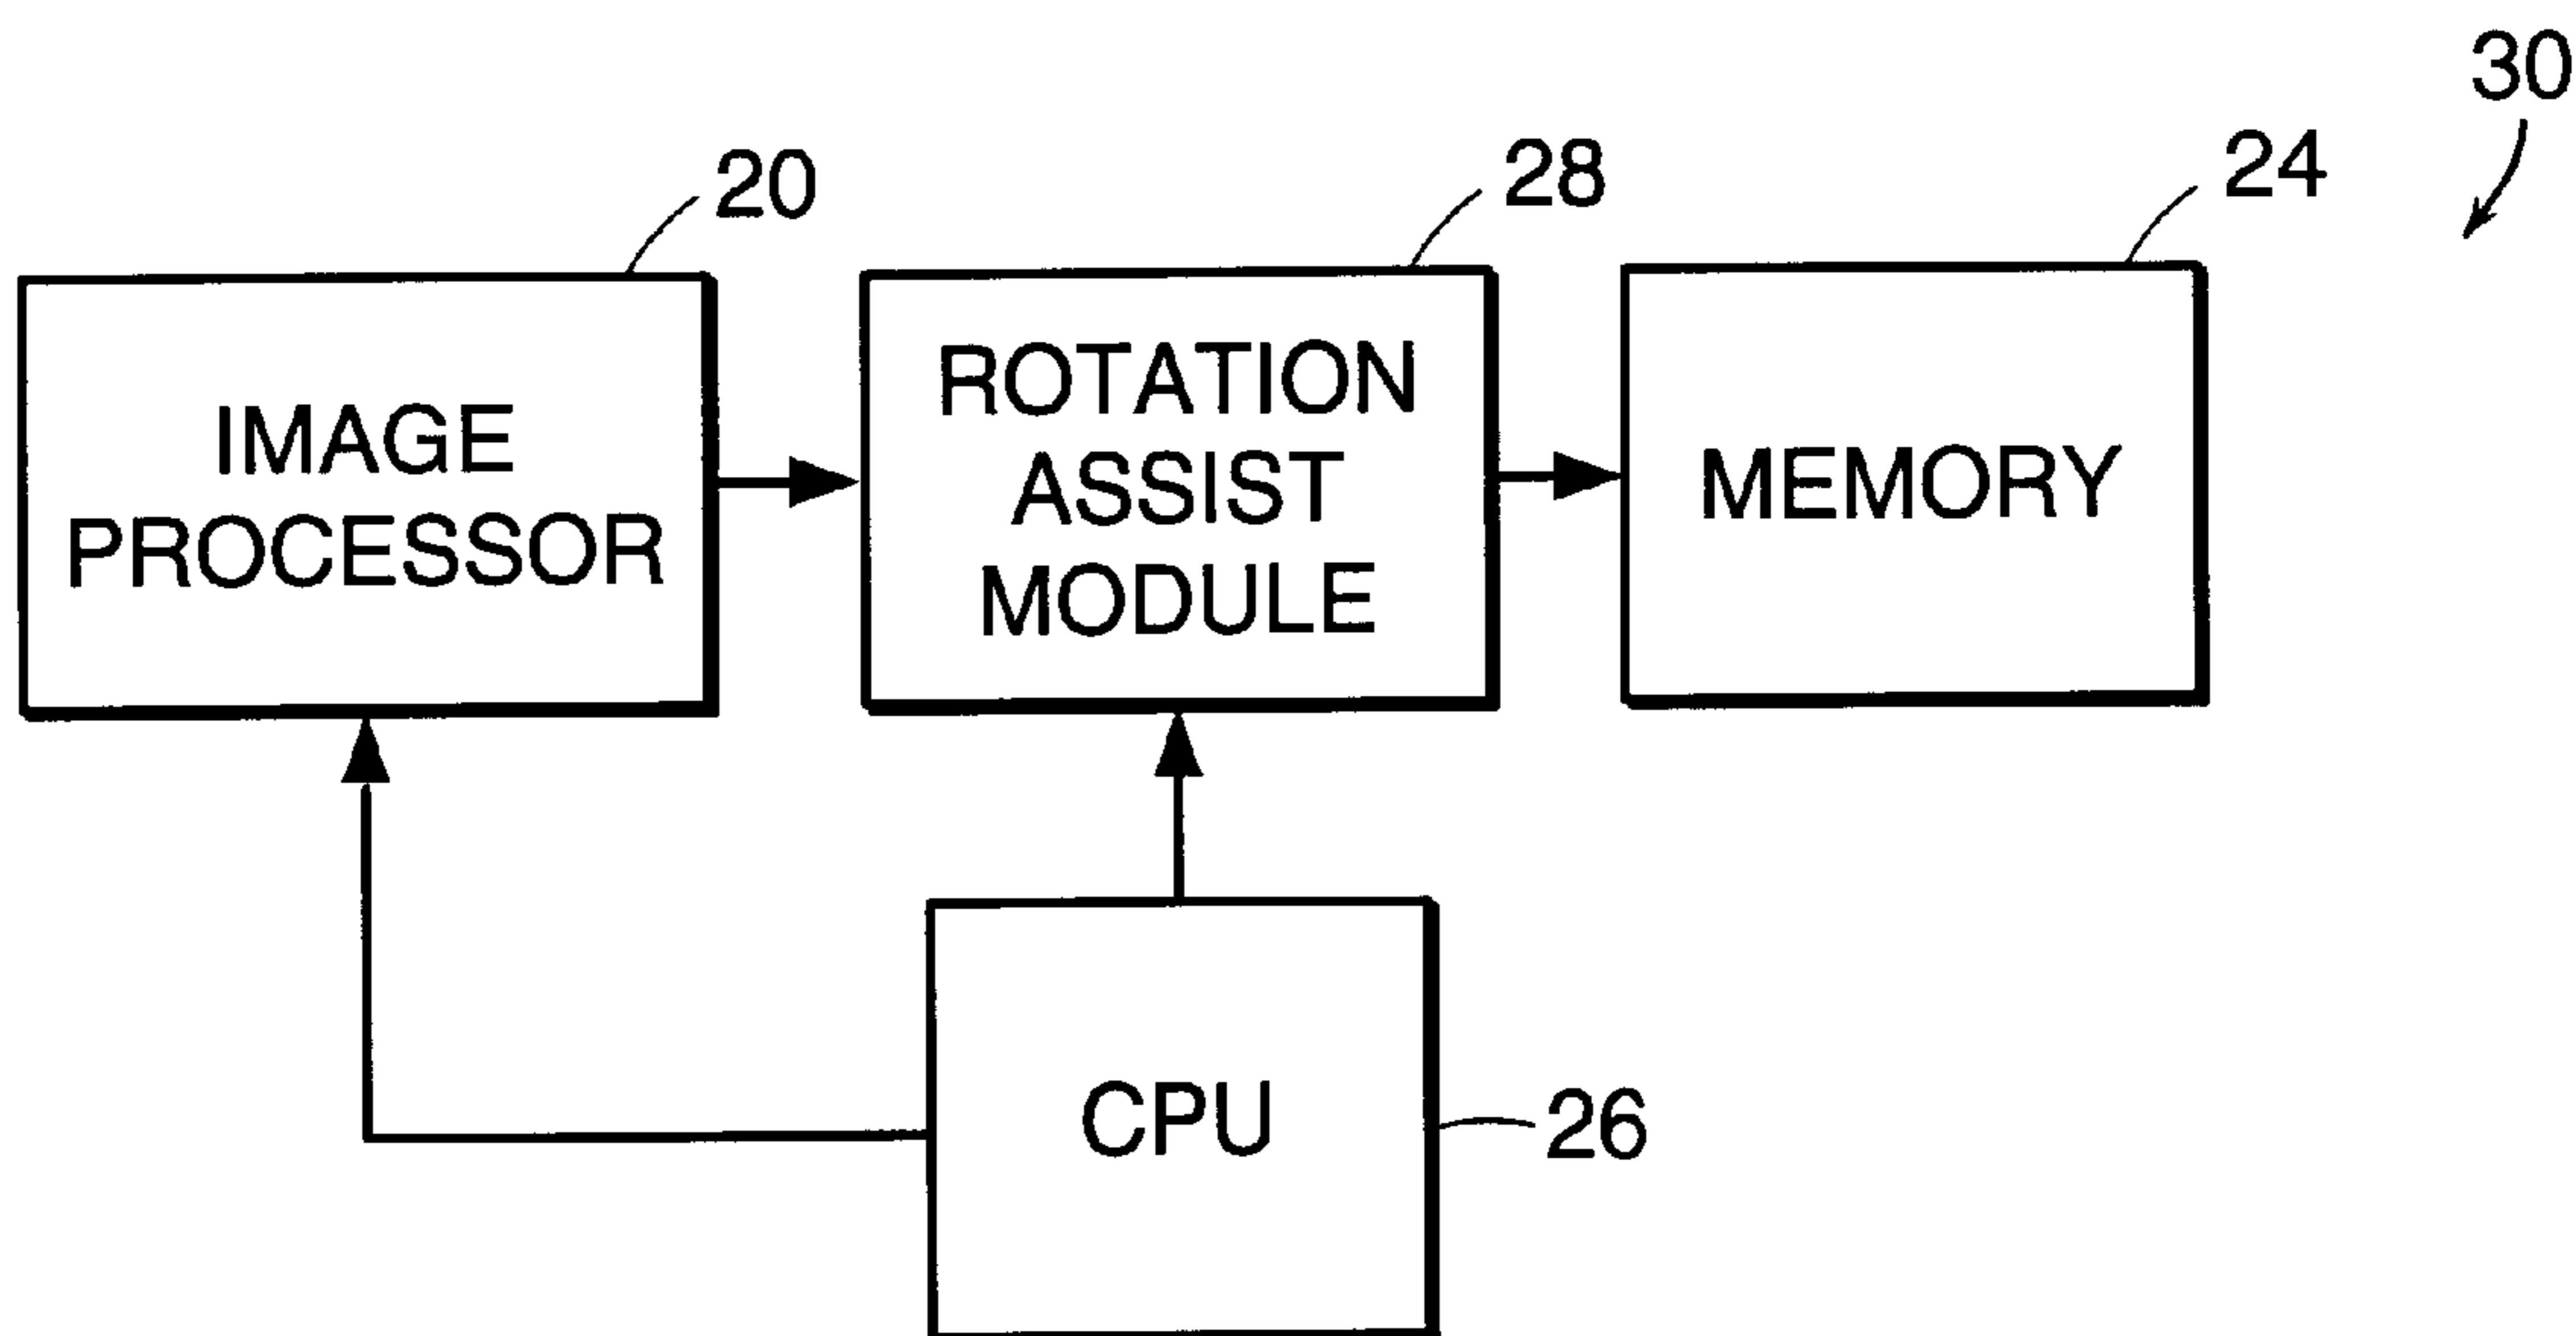 30
20
28
24
IMAGE
PROCESSOR
ROTATION
ASSIST
MODULE
MEMORY
CPU
26